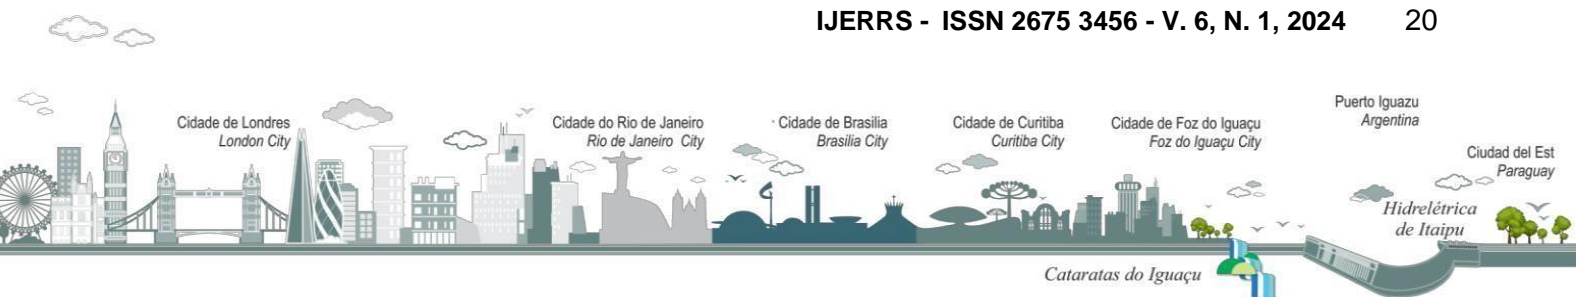 IJERRS - ISSN 2675 3456 - V. 6, N. 1, 2024 20
Cidade de Londres
London City
Cidade do Rio de Janeiro
Rio de Janeiro City
Cidade de Brasilia
Brasilia City
Cidade de Curitiba
Curitiba City
Cidade de Foz do Iguaçu
Foz do Iguaçu City
Puerto Iguazu
Argentina
Ciudad del Est
Paraguay
Hidrelétrica
de Itaipu
Cataratas do Iguaçu